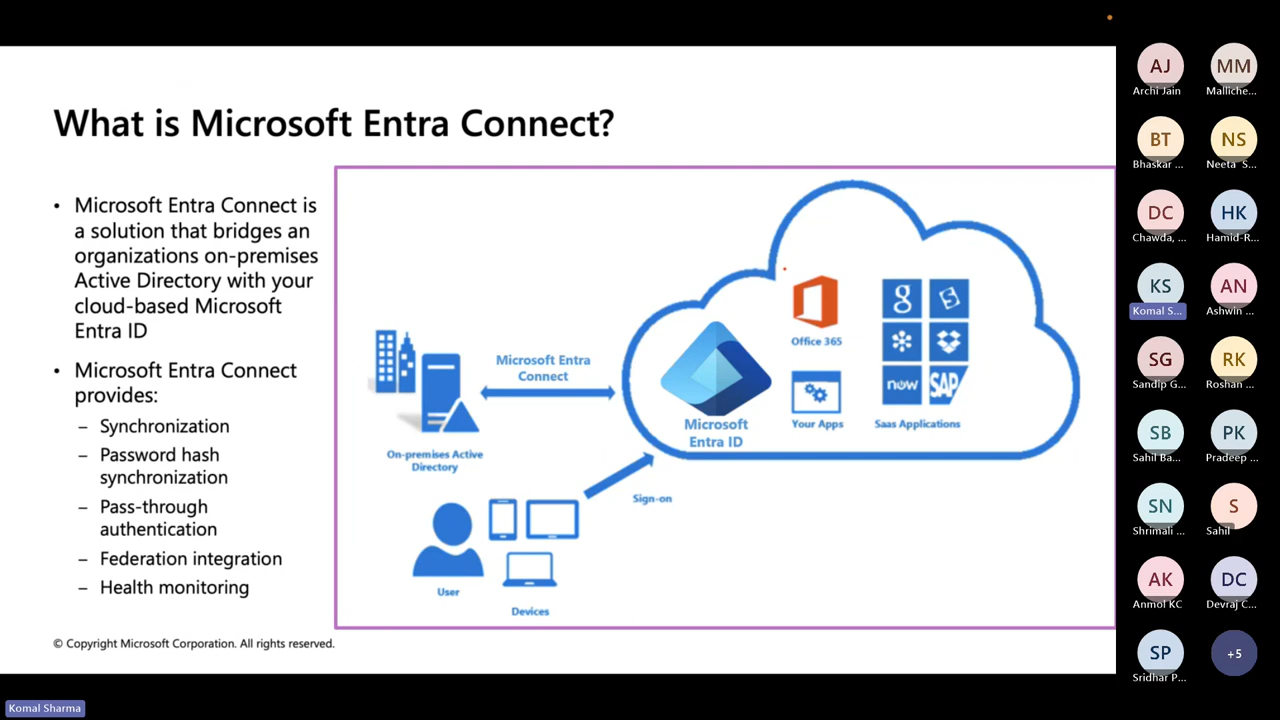 What is Microsoft Entra Connect?
• Microsoft Entra Connect is
a solution that bridges an
organizations on-premises
Active Directory with your
cloud-based Microsoft
Entra ID
• Microsoft Entra Connect
provides:
– Synchronization
– Password hash
synchronization
– Pass-through
authentication
– Federation integration
– Health monitoring
© Copyright Microsoft Corporation. All rights reserved.
Microsoft Entra
Connect
On-premises Active
Directory
Microsoft
Entra ID
Office 365
Your Apps
g
now
SAP
Saas Applications
Sign-on
User
Devices
AJ
Archi Jain
MM
Malliche...
BT
Bhaskar ...
NS
Neeta S...
DC
Chawda, ...
HK
Hamid-R...
KS
Komal S...
AN
Ashwin ...
SG
Sandip G...
RK
Roshan ...
SB
Sahil Ba...
PK
Pradeep ...
SN
Shrimali ...
S
Sahil
AK
Anmol KC
DC
Devraj C...
SP
Sridhar P...
+5
Komal Sharma